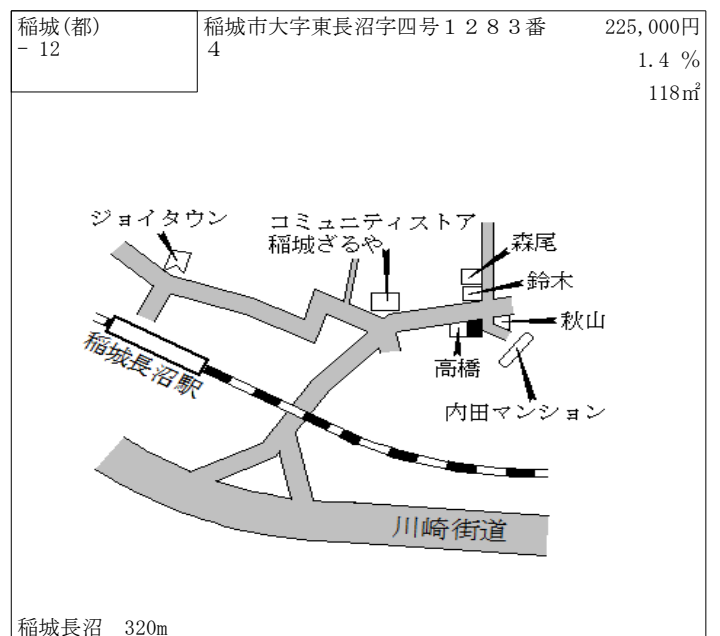 稲城(都)
- 12
稲城市大字東長沼字四号１２８３番
4
225,000円
1.4 %
118㎡
ジョイタウン
コミュニティストア
稲城ざるや
森尾
鈴木
秋山
高橋
稲城長沼駅
内田マンション
川崎街道
稲城長沼 320m